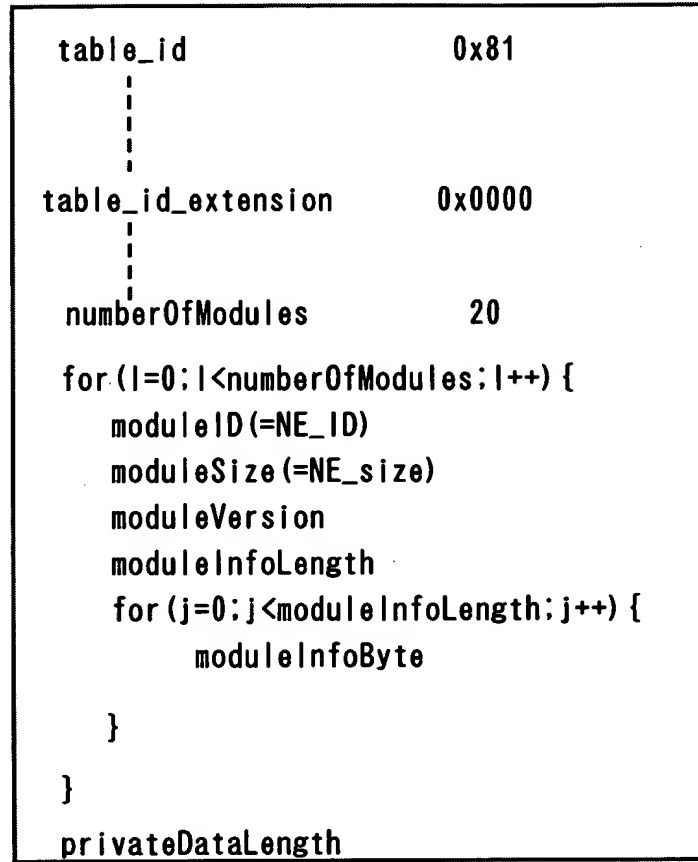 table_id 0x81
table_id_extension 0x0000
numberOfModules 20
for(I=0;I<numberOfModules;I++){
moduleID(=NE_ID)
moduleSize(=NE_size)
moduleVersion
moduleInfoLength
for(j=0;j<moduleInfoLength;j++){
moduleInfoByte
}
}
privateDataLength